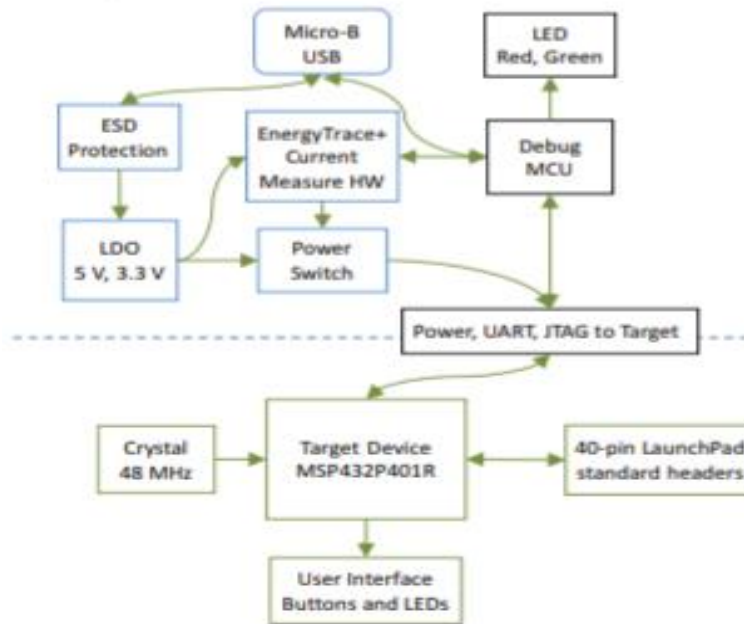 Micro-B
USB
LED
Red, Green
ESD
Protection
EnergyTrace+
Current
Measure HW
Debug
MCU
LDO
5 V, 3.3 V
Power
Switch
Power, UART, JTAG to Target
Crystal
48 MHz
Target Device
MSP432P401R
40-pin LaunchPad
standard headers
User Interface
Buttons and LEDs